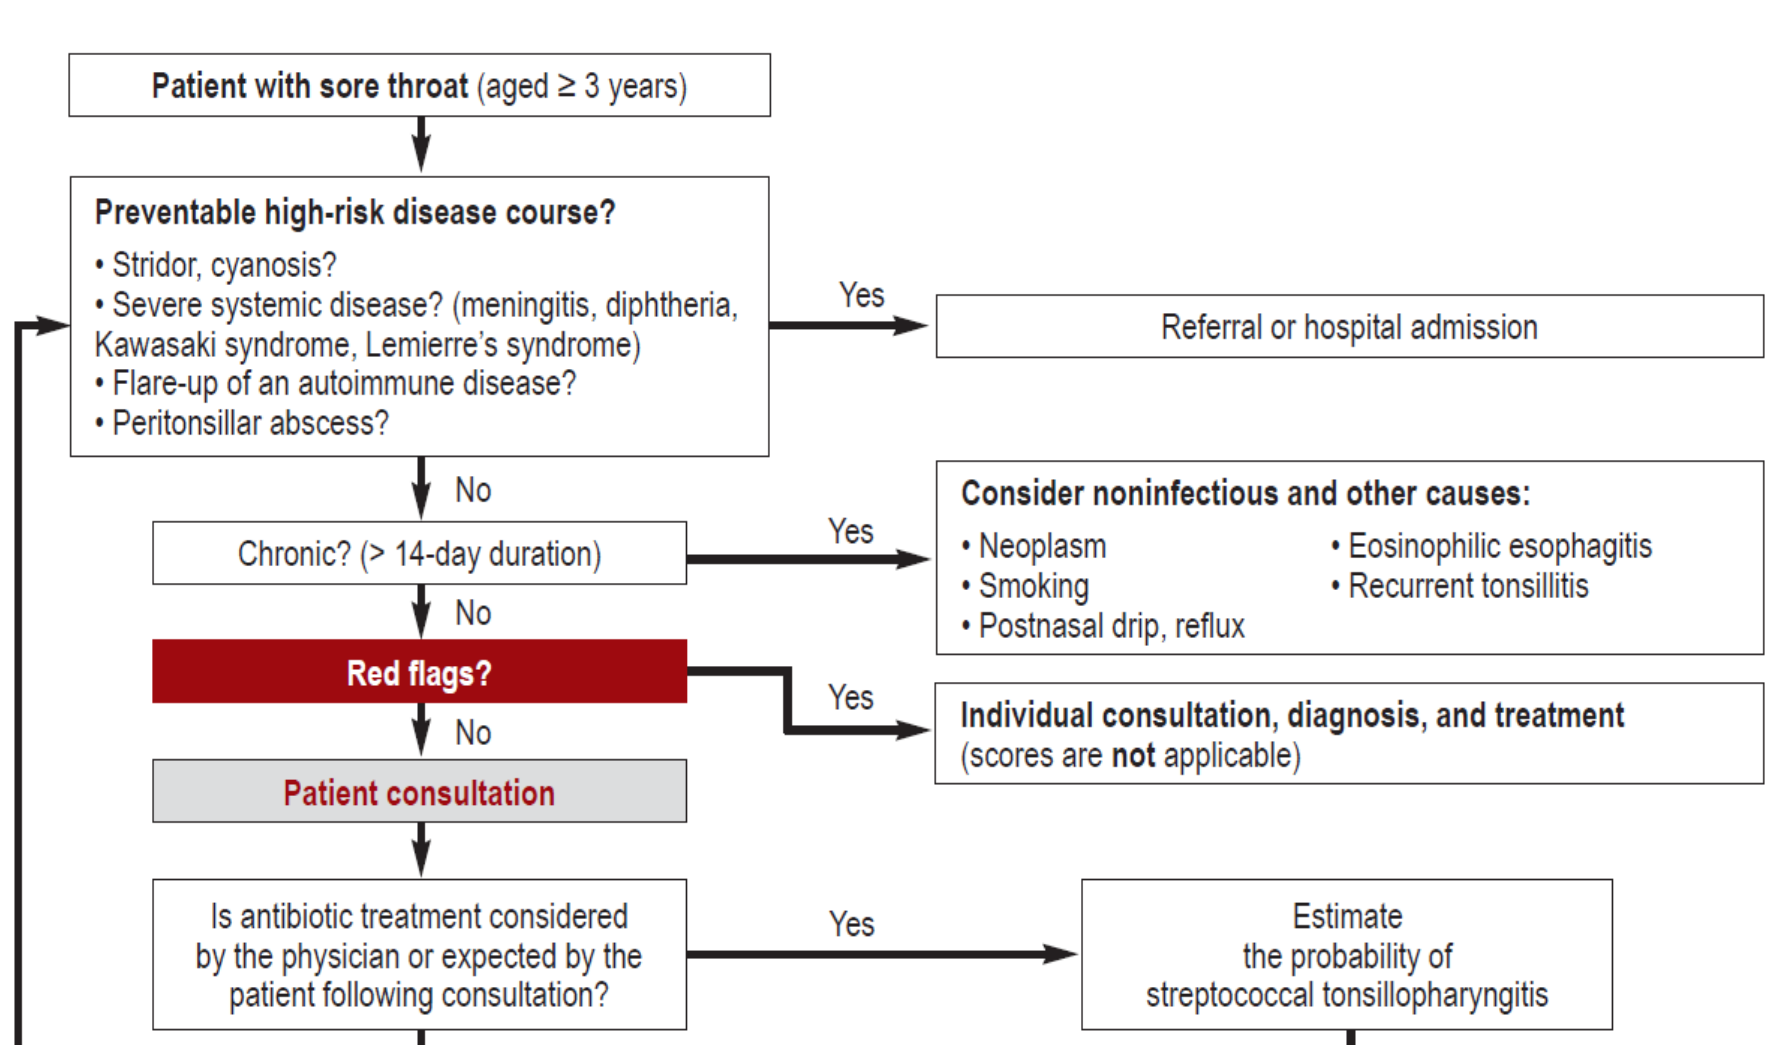 Patient with sore throat (aged ≥ 3 years)
Preventable high-risk disease course?
• Stridor, cyanosis?
• Severe systemic disease? (meningitis, diphtheria,
Kawasaki syndrome, Lemierre’s syndrome)
• Flare-up of an autoimmune disease?
• Peritonsillar abscess?
Yes
Referral or hospital admission
No
Chronic? (> 14-day duration)
Yes
Consider noninfectious and other causes:
• Neoplasm
• Smoking
• Postnasal drip, reflux
• Eosinophilic esophagitis
• Recurrent tonsillitis
No
Red flags?
Yes
Individual consultation, diagnosis, and treatment
(scores are not applicable)
No
Patient consultation
Is antibiotic treatment considered
by the physician or expected by the
patient following consultation?
Yes
Estimate
the probability of
streptococcal tonsillopharyngitis